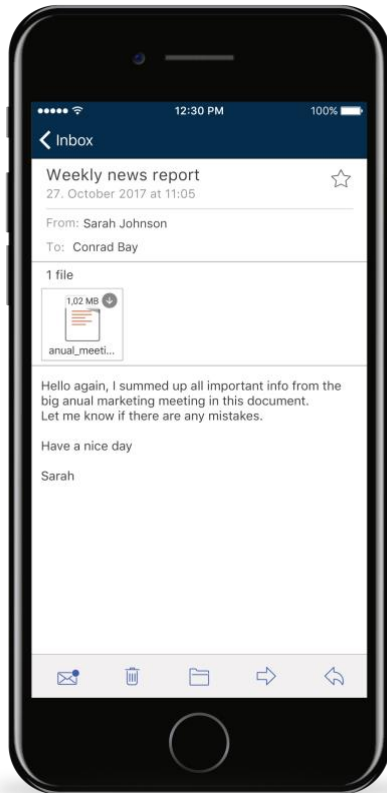 12:30 PM
100%
Inbox
Weekly news report
27. October 2017 at 11:05
From: Sarah Johnson
To: Conrad Bay
1 file
1,02 MB
anual_meeti...
Hello again, I summed up all important info from the
big anual marketing meeting in this document.
Let me know if there are any mistakes.
Have a nice day
Sarah